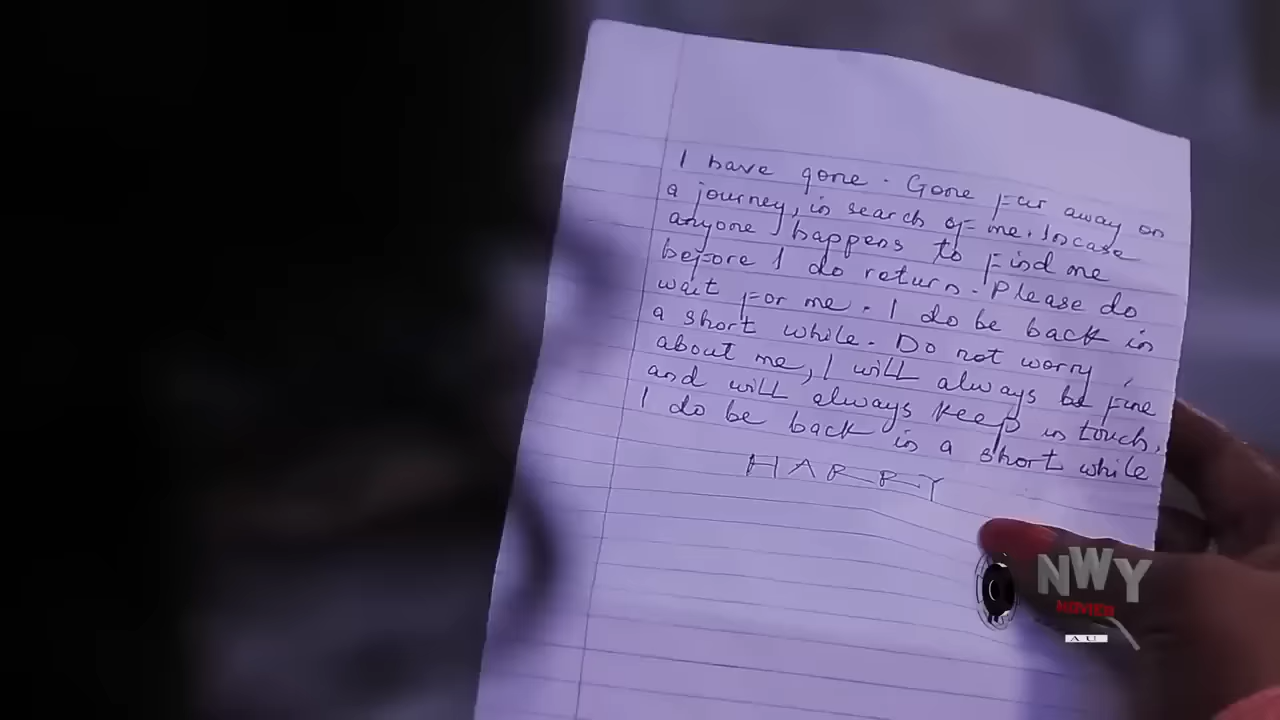 I have gone. Gone far away on
a journey, in search of me. Incase
anyone happens to find me
before I do return. Please do
wait for me. I do be back in
a short while. Do not worry
about me, I will always be fine
and will always keep in touch.
I do be back in a short while
HARRY
NWY
MOVIES
AU